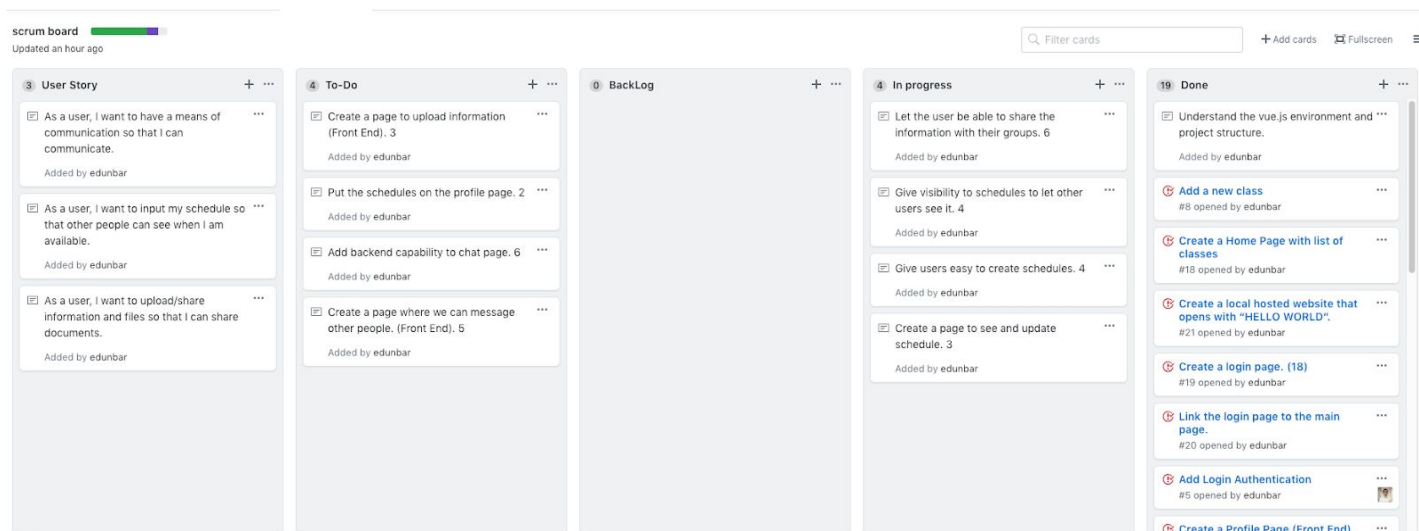 scrum board
Updated an hour ago
Filter cards
Add cards
Fullscreen
3 User Story
As a user, I want to have a means of
communication so that I can
communicate.
Added by edunbar
As a user, I want to input my schedule so
that other people can see when I am
available.
Added by edunbar
As a user, I want to upload/share
information and files so that I can share
documents.
Added by edunbar
4 To-Do
Create a page to upload information
(Front End). 3
Added by edunbar
Put the schedules on the profile page. 2
Added by edunbar
Add backend capability to chat page. 6
Added by edunbar
Create a page where we can message
other people. (Front End). 5
Added by edunbar
0 BackLog
4 In progress
Let the user be able to share the
information with their groups. 6
Added by edunbar
Give visibility to schedules to let other
users see it. 4
Added by edunbar
Give users easy to create schedules. 4
Added by edunbar
Create a page to see and update
schedule. 3
Added by edunbar
19 Done
Understand the vue.js environment and
project structure.
Added by edunbar
Add a new class
#8 opened by edunbar
Create a Home Page with list of
classes
#18 opened by edunbar
Create a local hosted website that
opens with “HELLO WORLD”.
#21 opened by edunbar
Create a login page. (18)
#19 opened by edunbar
Link the login page to the main
page.
#20 opened by edunbar
Add Login Authentication
#5 opened by edunbar
Create a Profile Page (Front End)